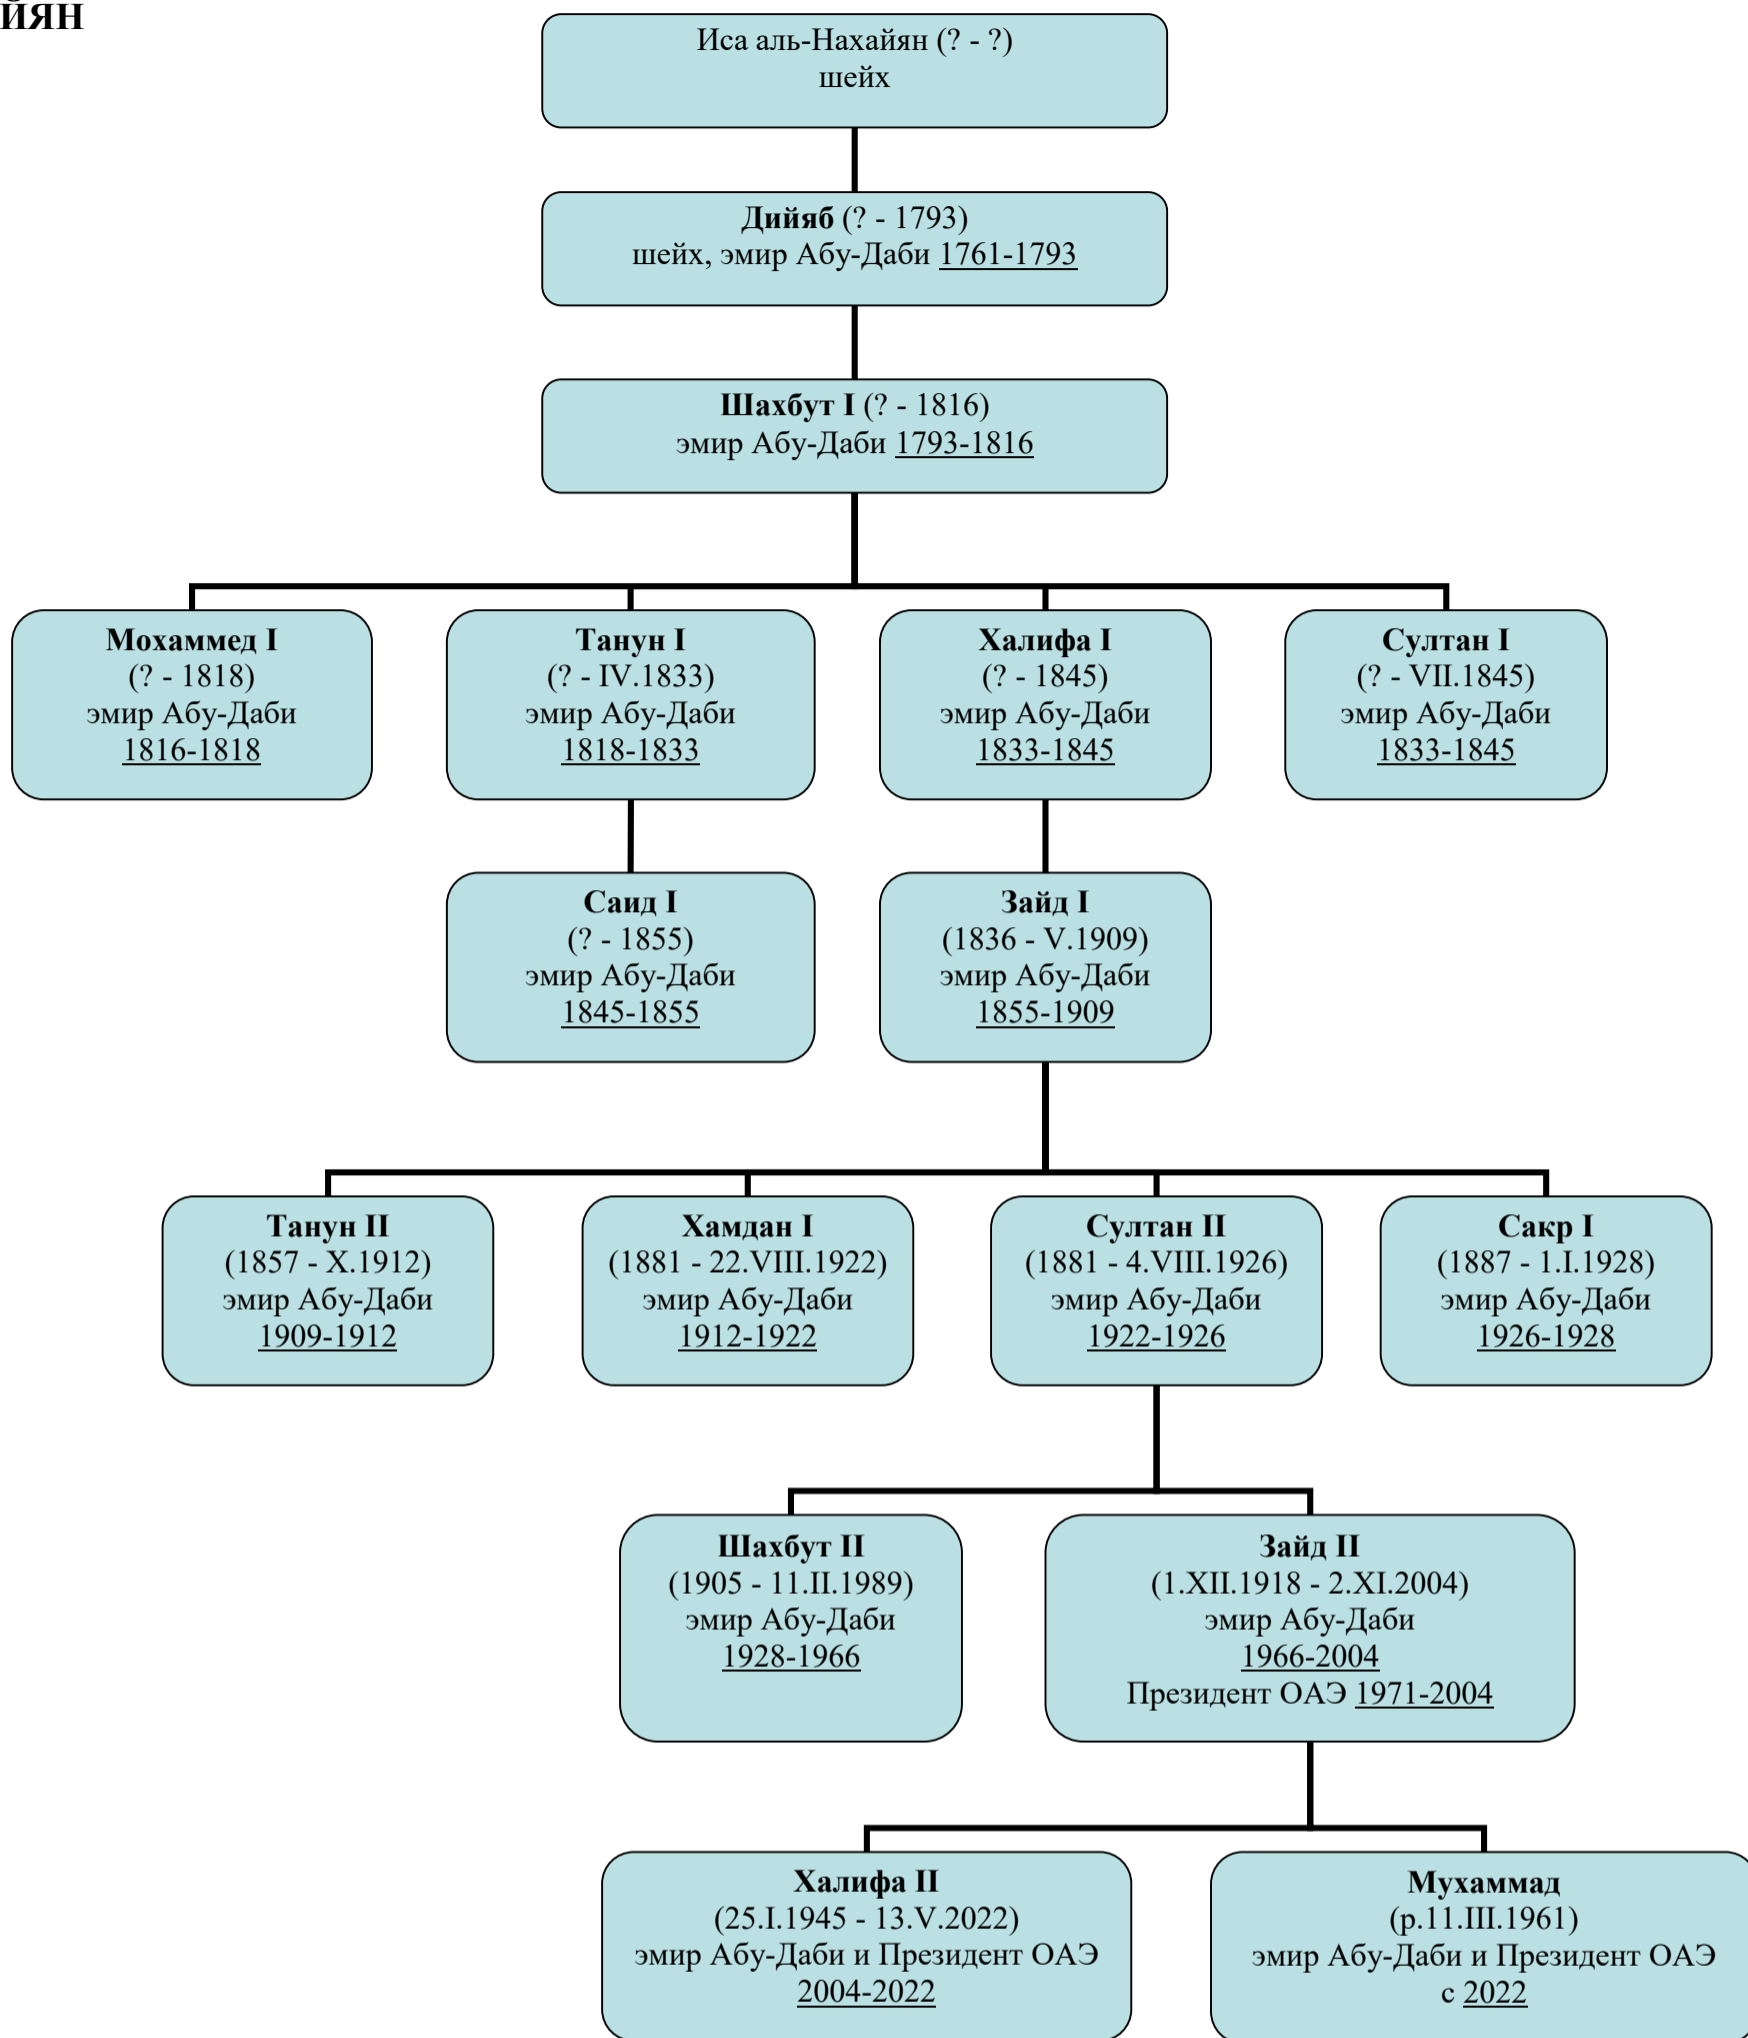 ЙЯН
Иса аль-Нахайян (? - ?)
шейх
Дийяб (? - 1793)
шейх, эмир Абу-Даби 1761-1793
Шахбут I (? - 1816)
эмир Абу-Даби 1793-1816
Мохаммед I
(? - 1818)
эмир Абу-Даби
1816-1818
Танун I
(? - IV.1833)
эмир Абу-Даби
1818-1833
Халифа I
(? - 1845)
эмир Абу-Даби
1833-1845
Султан I
(? - VII.1845)
эмир Абу-Даби
1833-1845
Саид I
(? - 1855)
эмир Абу-Даби
1845-1855
Зайд I
(1836 - V.1909)
эмир Абу-Даби
1855-1909
Танун II
(1857 - X.1912)
эмир Абу-Даби
1909-1912
Хамдан I
(1881 - 22.VIII.1922)
эмир Абу-Даби
1912-1922
Султан II
(1881 - 4.VIII.1926)
эмир Абу-Даби
1922-1926
Сакр I
(1887 - 1.I.1928)
эмир Абу-Даби
1926-1928
Шахбут II
(1905 - 11.II.1989)
эмир Абу-Даби
1928-1966
Зайд II
(1.XII.1918 - 2.XI.2004)
эмир Абу-Даби
1966-2004
Президент ОАЭ 1971-2004
Халифа II
(25.I.1945 - 13.V.2022)
эмир Абу-Даби и Президент ОАЭ
2004-2022
Мухаммад
(р.11.III.1961)
эмир Абу-Даби и Президент ОАЭ
с 2022